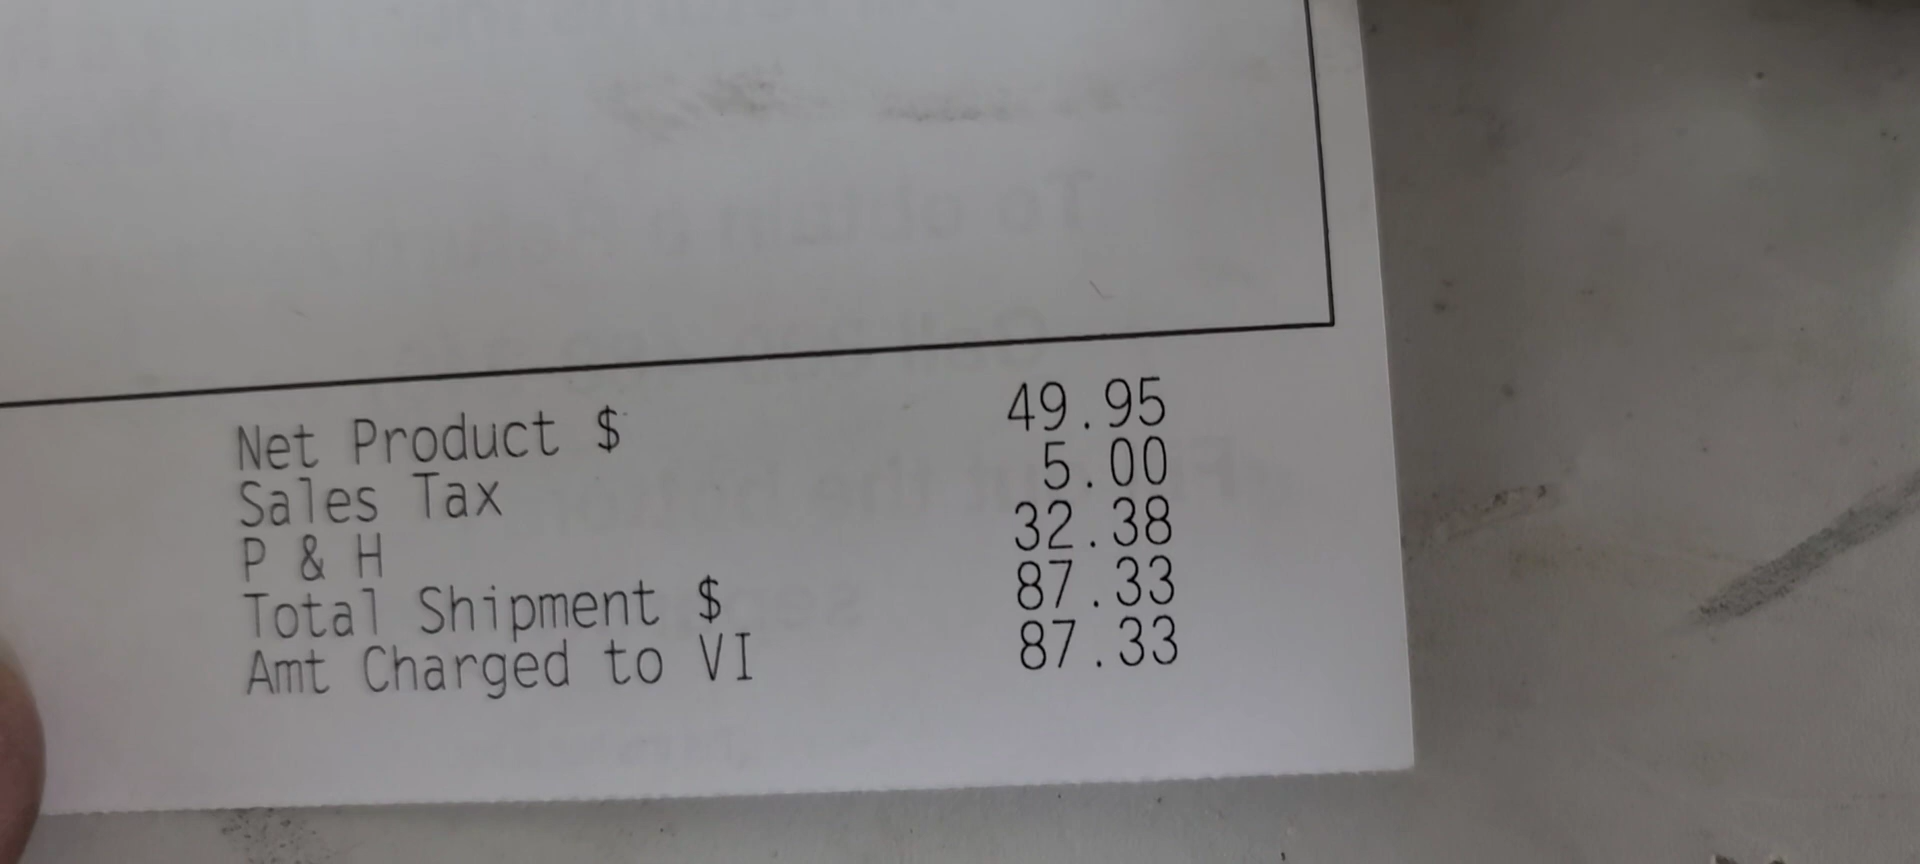 Net Product $ 49.95
Sales Tax 5.00
P & H 32.38
Total Shipment $ 87.33
Amt Charged to VI 87.33